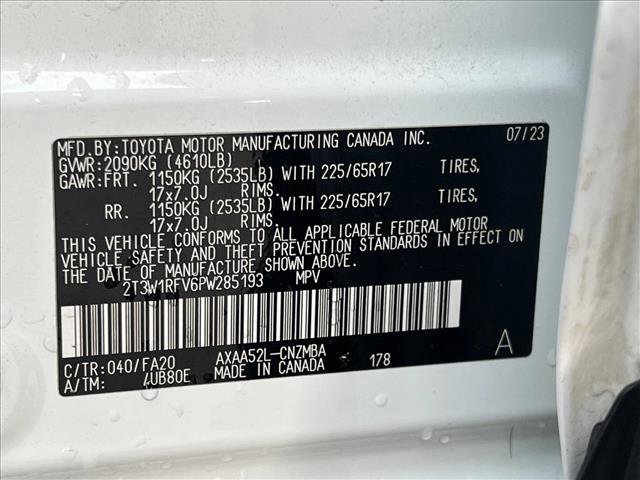 MFD.BY:TOYOTA MOTOR MANUFACTURING CANADA INC. 07/23
GVWR:2090KG (4610LB)
GAWR:FRT. 1150KG (2535LB) WITH 225/65R17 TIRES,
17x7.0J RIMS.
RR. 1150KG (2535LB) WITH 225/65R17 TIRES,
17x7.0J RIMS.
THIS VEHICLE CONFORMS TO ALL APPLICABLE FEDERAL MOTOR
VEHICLE SAFETY AND THEFT PREVENTION STANDARDS IN EFFECT ON
THE DATE OF MANUFACTURE SHOWN ABOVE.
2T3W1RFV6PW285193 MPV
C/TR:040/FA20 AXAA52L-CNZMBA 178 A
A/TM: /UB80E MADE IN CANADA